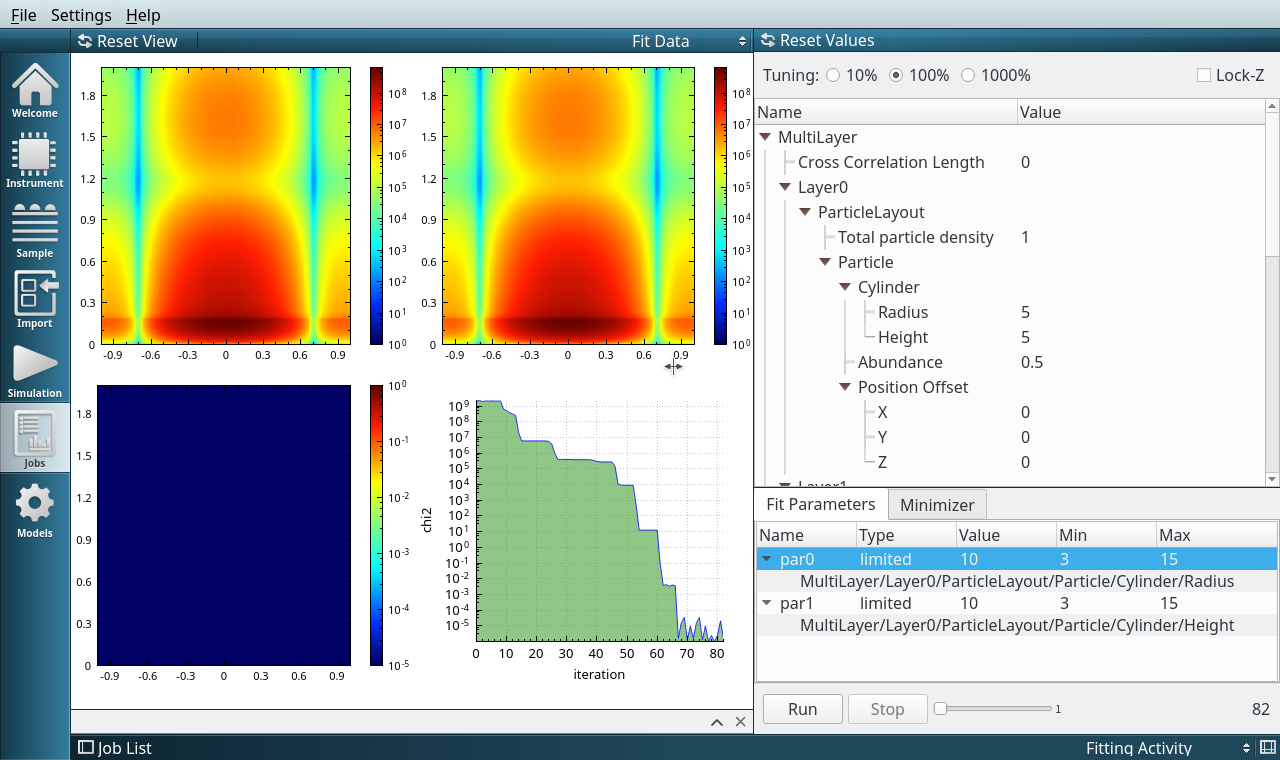 File Settings Help
Reset View Fit Data
Reset Values
Welcome
Instrument
Sample
Import
Simulation
Jobs
Models
1.8
1.5
1.2
0.9
0.6
0.3
0
-0.9 -0.6 -0.3 0 0.3 0.6 0.9
10^8
10^7
10^6
10^5
10^4
10^3
10^2
10^1
10^0
1.8
1.5
1.2
0.9
0.6
0.3
0
-0.9 -0.6 -0.3 0 0.3 0.6 0.9
10^8
10^7
10^6
10^5
10^4
10^3
10^2
10^1
10^0
1.8
1.5
1.2
0.9
0.6
0.3
0
-0.9 -0.6 -0.3 0 0.3 0.6 0.9
10^0
10^-1
10^-2
10^-3
10^-4
10^-5
chi2
10^9
10^8
10^7
10^6
10^5
10^4
10^3
10^2
10^1
10^0
10^-1
10^-2
10^-3
10^-4
10^-5
0 10 20 30 40 50 60 70 80
iteration
Tuning: 10% 100% 1000% Lock-Z
Name Value
MultiLayer
Cross Correlation Length 0
Layer0
ParticleLayout
Total particle density 1
Particle
Cylinder
Radius 5
Height 5
Abundance 0.5
Position Offset
X 0
Y 0
Z 0
Layer1
Fit Parameters Minimizer
Name Type Value Min Max
par0 limited 10 3 15
MultiLayer/Layer0/ParticleLayout/Particle/Cylinder/Radius
par1 limited 10 3 15
MultiLayer/Layer0/ParticleLayout/Particle/Cylinder/Height
Run Stop 1 82
Job List Fitting Activity